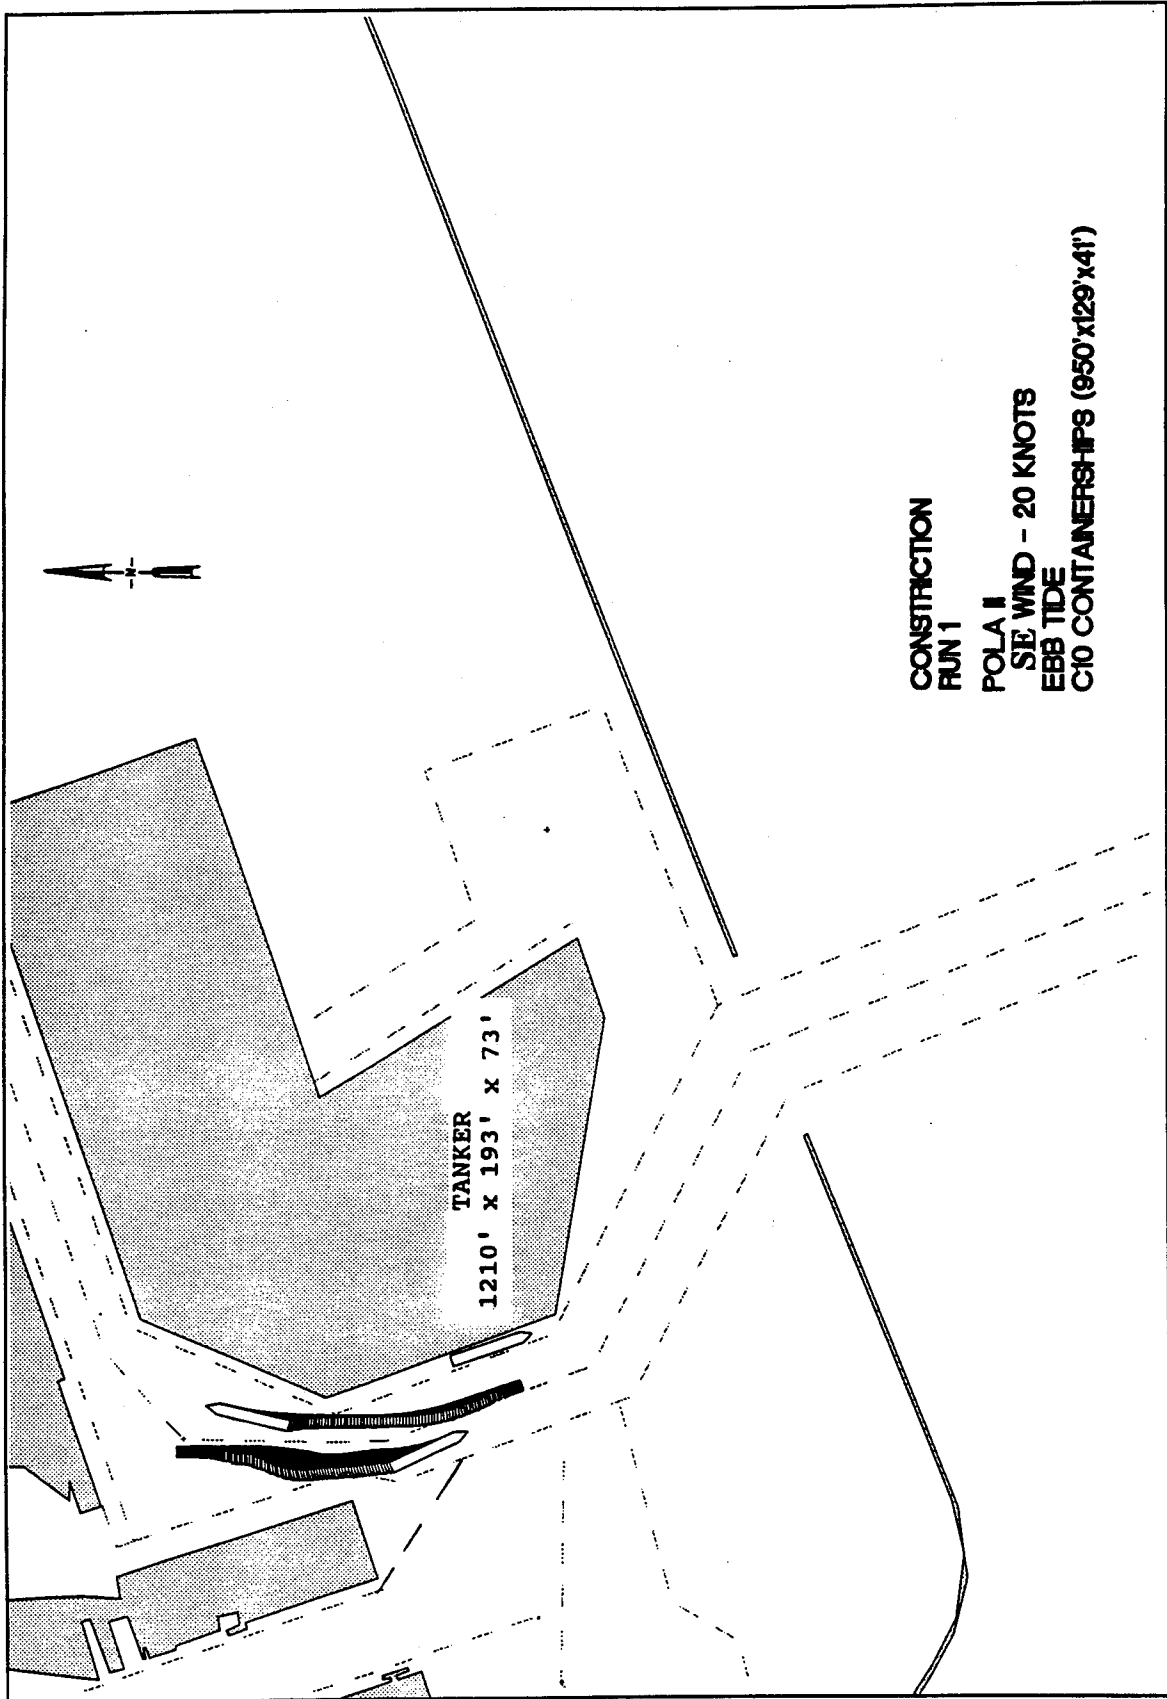 -N-
TANKER
1210' x 193' x 73'
CONSTRICTION
RUN 1
POLA II
SE WIND - 20 KNOTS
EBB TIDE
C10 CONTAINERSHIPS (950'x129'x41')